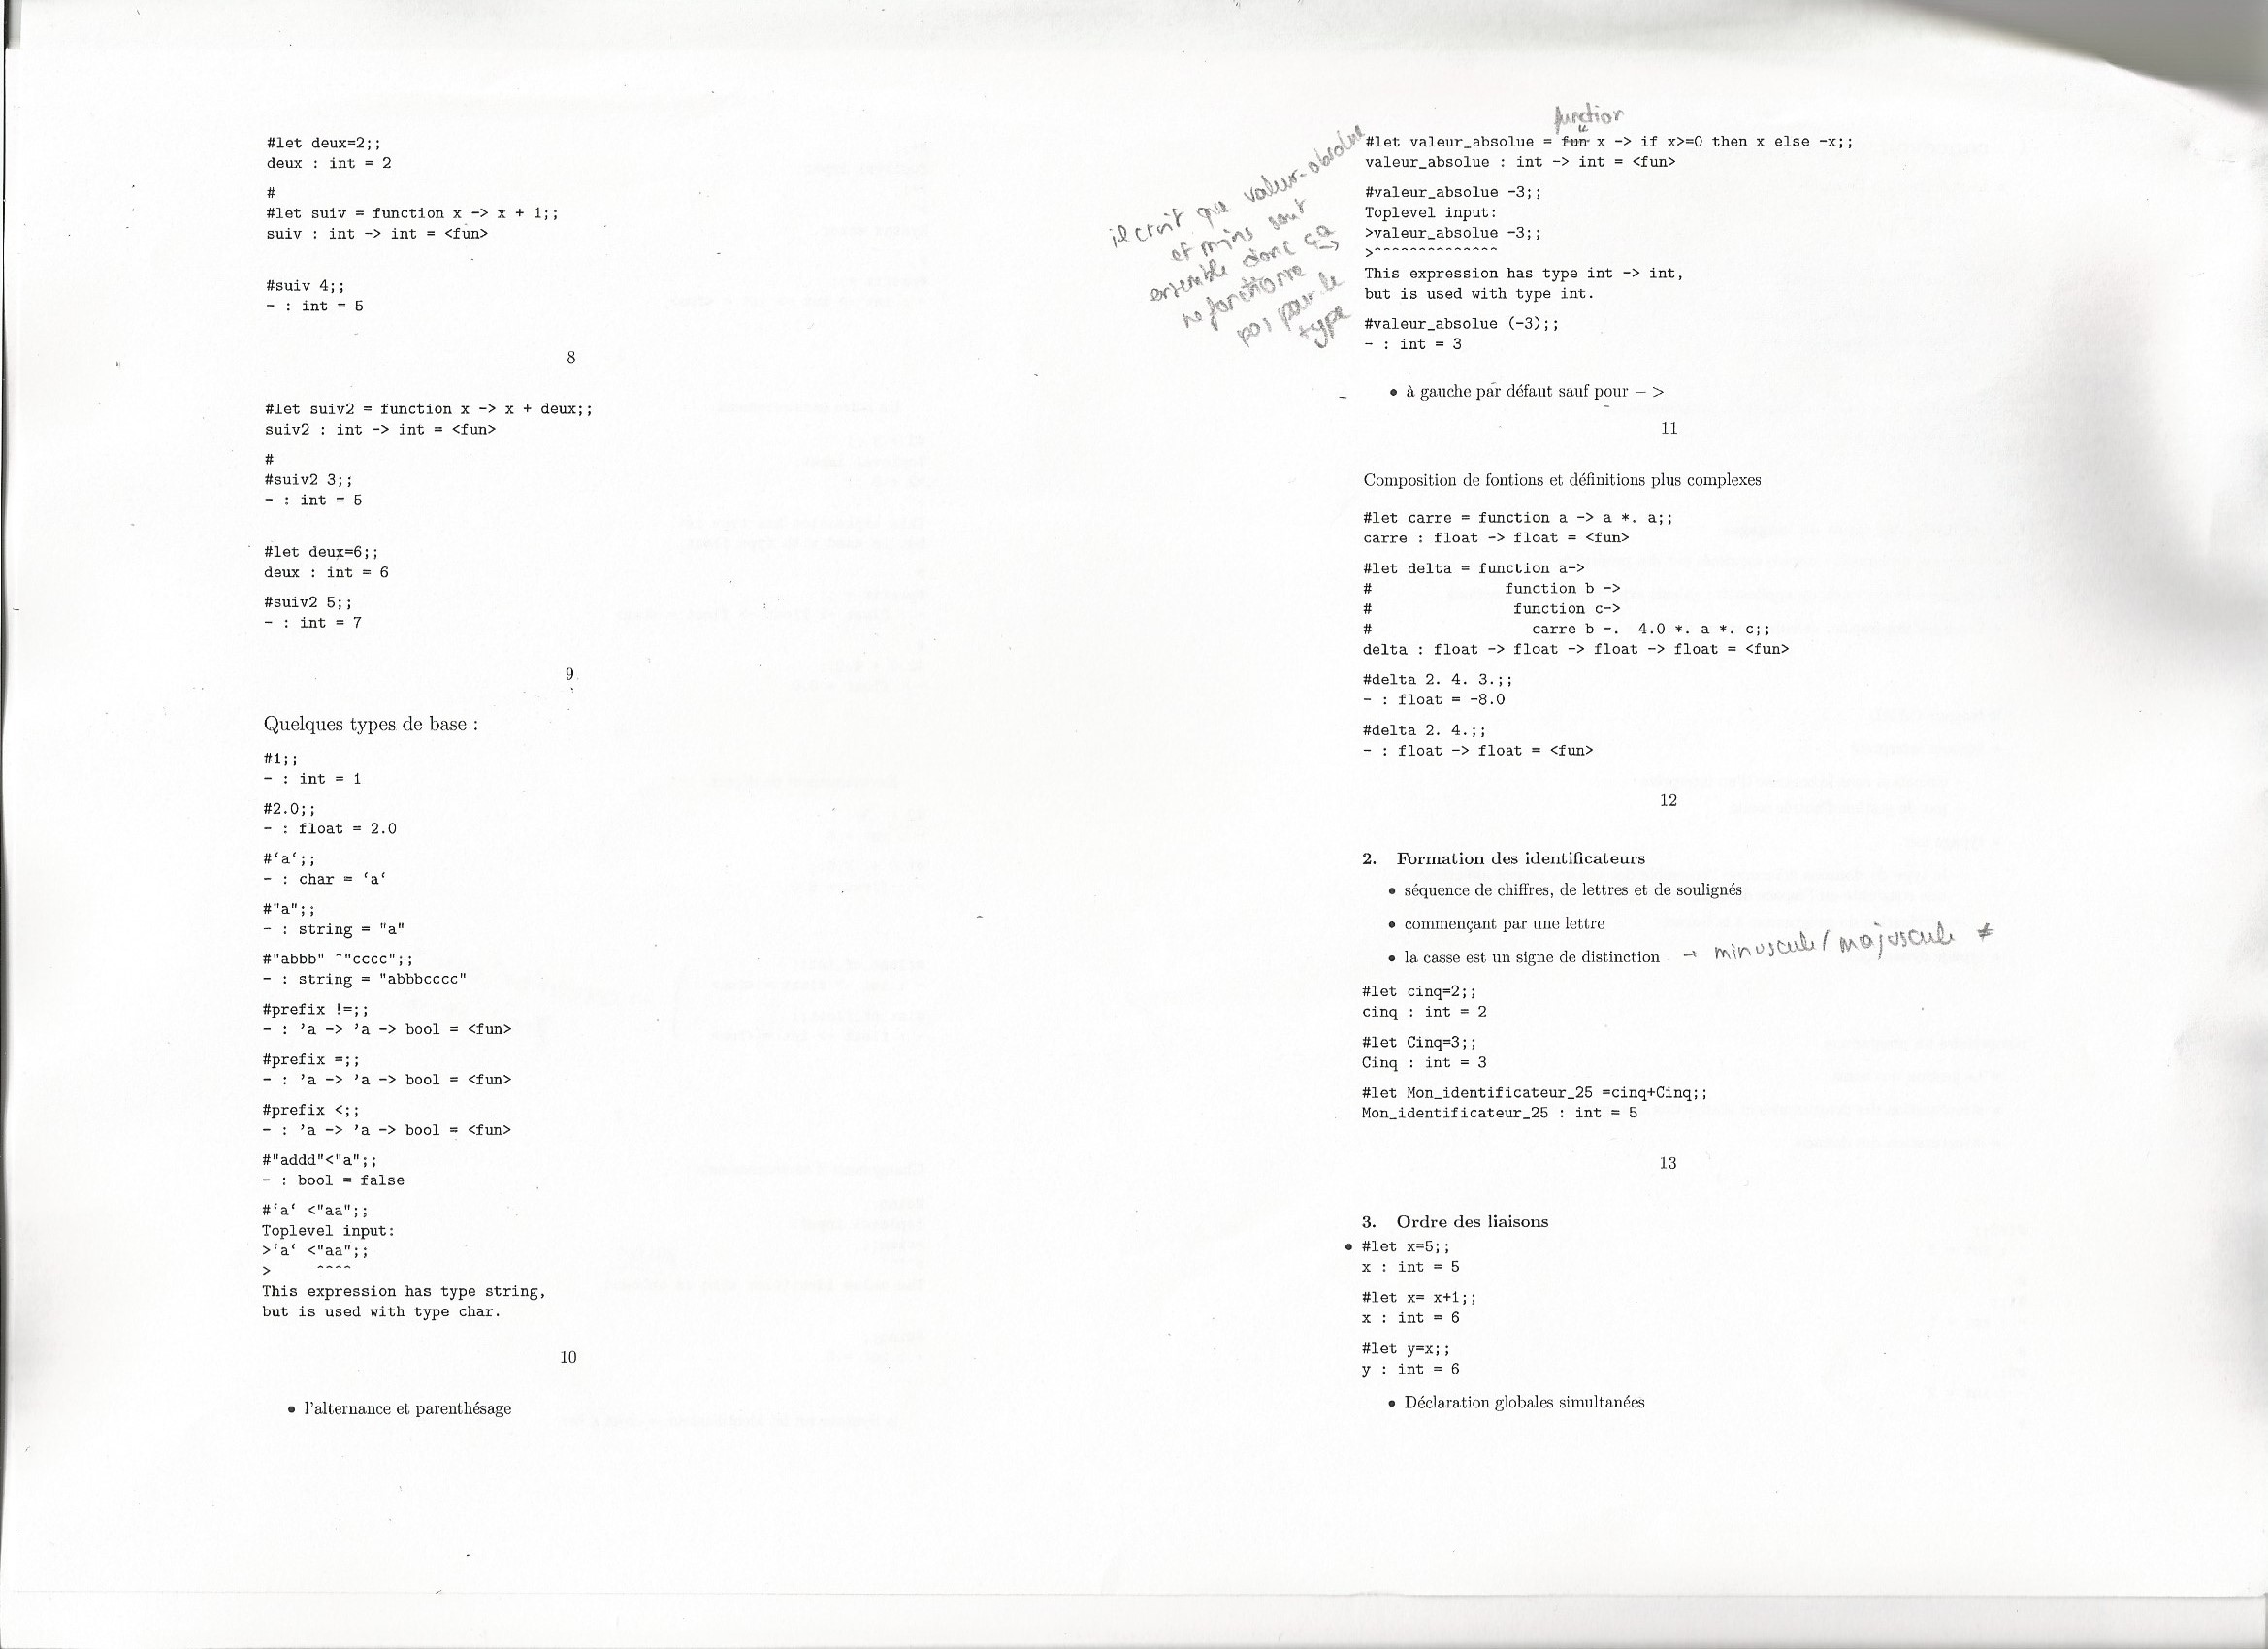 #let deux=2;;
deux : int = 2
#
#let suiv = function x -> x + 1;;
suiv : int -> int = <fun>
#suiv 4;;
- : int = 5
8
#let suiv2 = function x -> x + deux;;
suiv2 : int -> int = <fun>
#
#suiv2 3;;
- : int = 5
#let deux=6;;
deux : int = 6
#suiv2 5;;
- : int = 7
9
Quelques types de base :
#1;;
- : int = 1
#2.0;;
- : float = 2.0
#‘a‘;;
- : char = ‘a‘
#"a";;
- : string = "a"
#"abbb" ^"cccc";;
- : string = "abbbcccc"
#prefix !=;;
- : ’a -> ’a -> bool = <fun>
#prefix =;;
- : ’a -> ’a -> bool = <fun>
#prefix <;;
- : ’a -> ’a -> bool = <fun>
#"addd"<"a";;
- : bool = false
#‘a‘ <"aa";;
Toplevel input:
>‘a‘ <"aa";;
>     ^^^^
This expression has type string,
but is used with type char.
10
• l'alternance et parenthésage
function
#let valeur_absolue = fun x -> if x>=0 then x else -x;;
valeur_absolue : int -> int = <fun>
#valeur_absolue -3;;
Toplevel input:
>valeur_absolue -3;;
>^^^^^^^^^^^^^^
This expression has type int -> int,
but is used with type int.
#valeur_absolue (-3);;
- : int = 3
il croit que valeur-absolue
et moins sont
ensemble donc ça
ne fonctionne
pas pour le
type
• à gauche par défaut sauf pour − >
11
Composition de fontions et définitions plus complexes
#let carre = function a -> a *. a;;
carre : float -> float = <fun>
#let delta = function a->
#               function b ->
#                function c->
#                  carre b -.  4.0 *. a *. c;;
delta : float -> float -> float -> float = <fun>
#delta 2. 4. 3.;;
- : float = -8.0
#delta 2. 4.;;
- : float -> float = <fun>
12
2. Formation des identificateurs
• séquence de chiffres, de lettres et de soulignés
• commençant par une lettre
• la casse est un signe de distinction → minuscule/majuscule ≠
#let cinq=2;;
cinq : int = 2
#let Cinq=3;;
Cinq : int = 3
#let Mon_identificateur_25 =cinq+Cinq;;
Mon_identificateur_25 : int = 5
13
3. Ordre des liaisons
• #let x=5;;
x : int = 5
#let x= x+1;;
x : int = 6
#let y=x;;
y : int = 6
• Déclaration globales simultanées